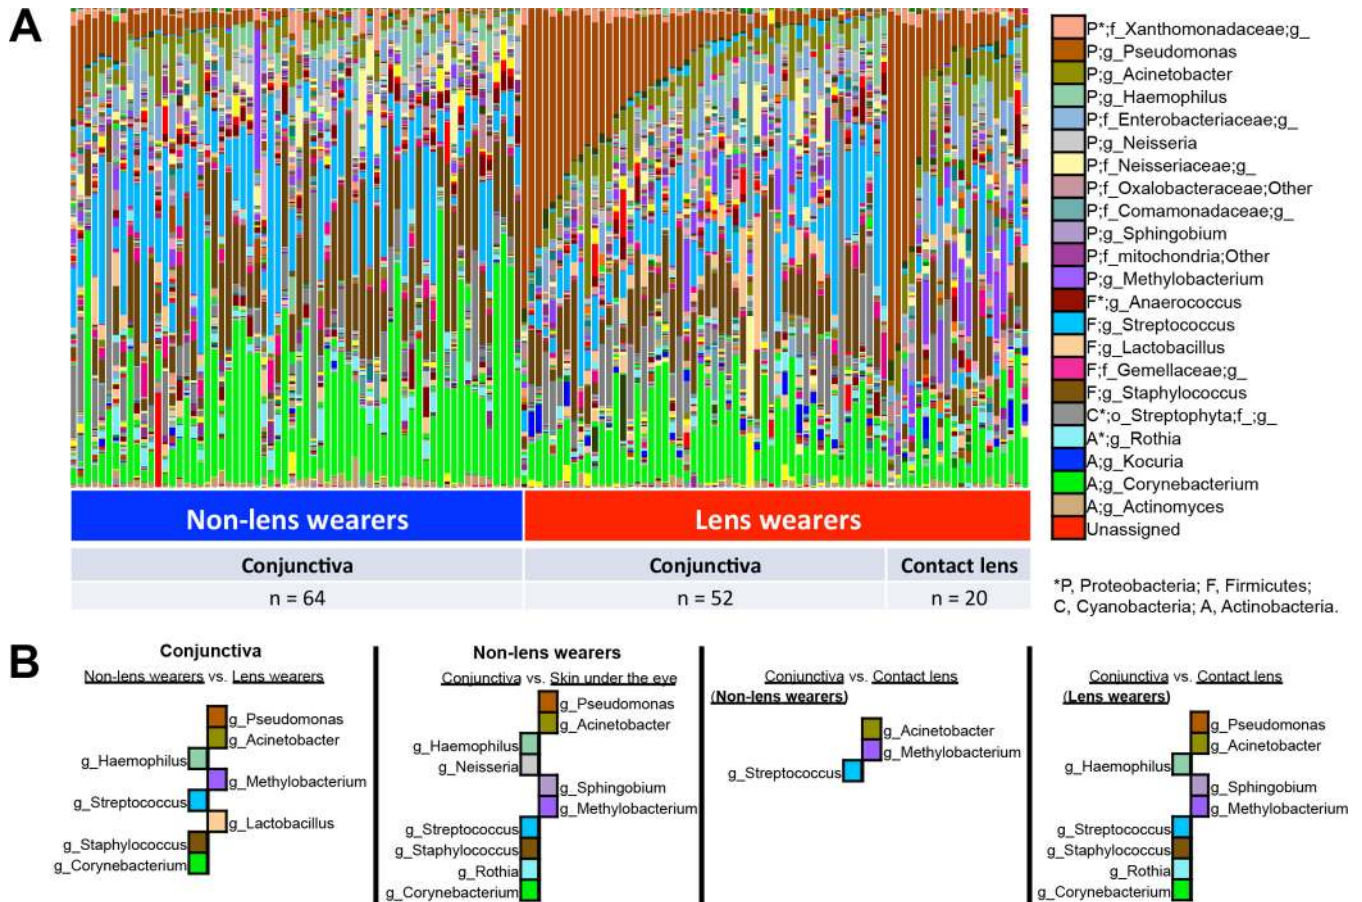 A
P*;f_Xanthomonadaceae;g_
P;g_Pseudomonas
P;g_Acinetobacter
P;g_Haemophilus
P;f_Enterobacteriaceae;g_
P;g_Neisseria
P;f_Neisseriaceae;g_
P;f_Oxalobacteraceae;Other
P;f_Comamonadaceae;g_
P;g_Sphingobium
P;f_mitochondria;Other
P;g_Methylobacterium
F*;g_Anaerococcus
F;g_Streptococcus
F;g_Lactobacillus
F;f_Gemellaceae;g_
F;g_Staphylococcus
C*;o_Streptophyta;f_;g_
A*;g_Rothia
A;g_Kocuria
A;g_Corynebacterium
A;g_Actinomyces
Unassigned
*P, Proteobacteria; F, Firmicutes;
C, Cyanobacteria; A, Actinobacteria.
Non-lens wearers
Lens wearers
Conjunctiva
Conjunctiva
Contact lens
n = 64
n = 52
n = 20
B
Conjunctiva
Non-lens wearers vs. Lens wearers
g_Pseudomonas
g_Acinetobacter
g_Haemophilus
g_Methylobacterium
g_Streptococcus
g_Lactobacillus
g_Staphylococcus
g_Corynebacterium
Non-lens wearers
Conjunctiva vs. Skin under the eye
g_Pseudomonas
g_Acinetobacter
g_Haemophilus
g_Neisseria
g_Sphingobium
g_Methylobacterium
g_Streptococcus
g_Staphylococcus
g_Rothia
g_Corynebacterium
Conjunctiva vs. Contact lens
(Non-lens wearers)
g_Acinetobacter
g_Methylobacterium
g_Streptococcus
Conjunctiva vs. Contact lens
(Lens wearers)
g_Pseudomonas
g_Acinetobacter
g_Haemophilus
g_Sphingobium
g_Methylobacterium
g_Streptococcus
g_Staphylococcus
g_Rothia
g_Corynebacterium